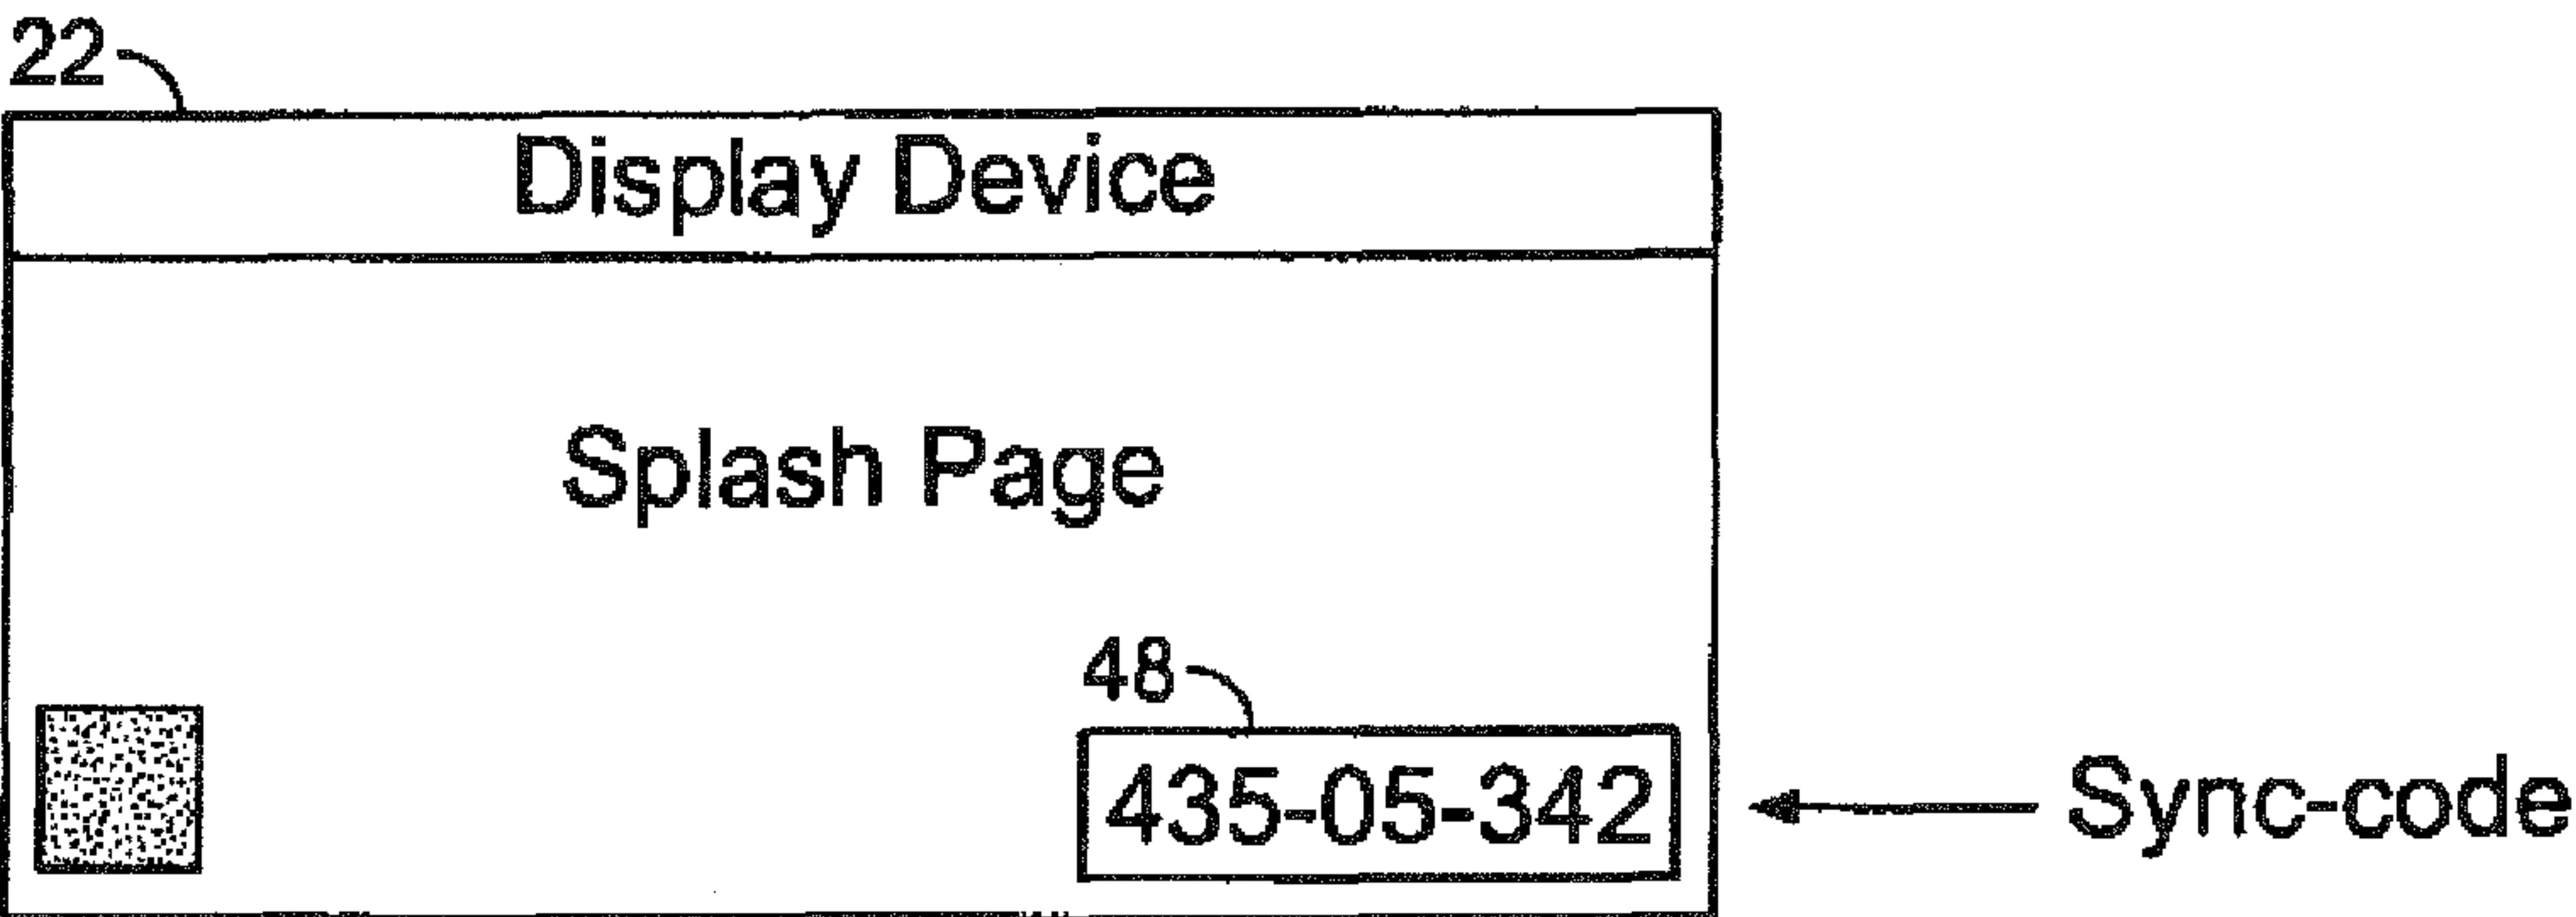 22
Display Device
Splash Page
48
435-05-342
Sync-code